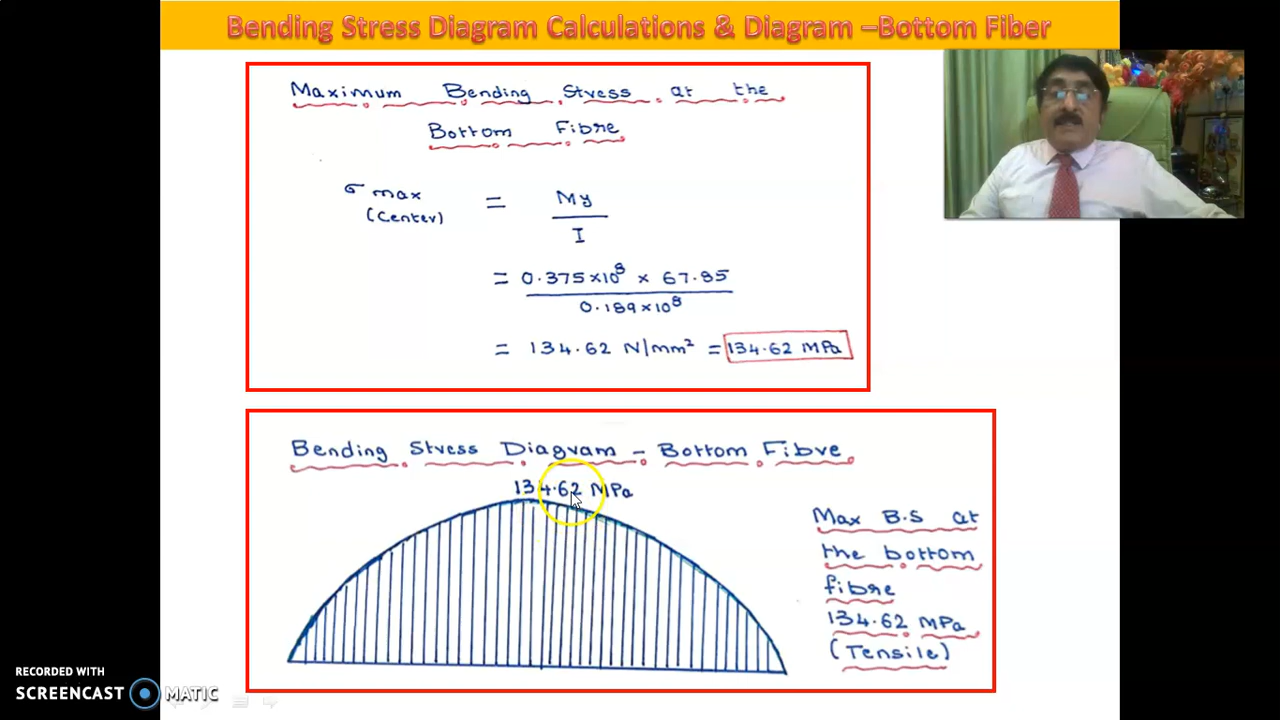 Bending Stress Diagram Calculations & Diagram –Bottom Fiber
Maximum Bending Stress at the
Bottom Fibre
σ max
(Center)
= My
I
= 0.375×10⁸ × 67.85
0.189×10⁸
= 134.62 N/mm² = 134.62 MPa
Bending Stress Diagram – Bottom Fibre
134.62 MPa
Max B.S at
the bottom
fibre
134.62 MPa
(Tensile)
RECORDED WITH
SCREENCAST MATIC